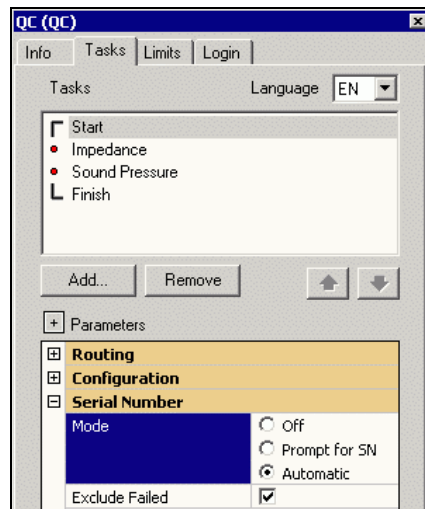 QC (QC)
Info Tasks Limits Login
Tasks Language EN
Start
Impedance
Sound Pressure
Finish
Add... Remove
Parameters
Routing
Configuration
Serial Number
Mode Off
Prompt for SN
Automatic
Exclude Failed